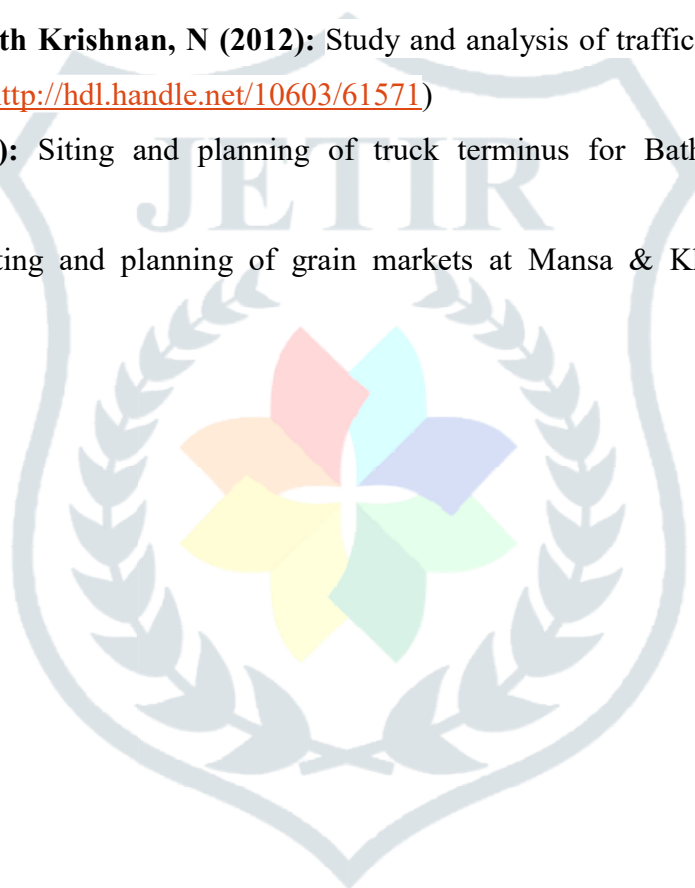 th Krishnan, N (2012): Study and analysis of traffic
ttp://hdl.handle.net/10603/61571)
): Siting and planning of truck terminus for Bath
ting and planning of grain markets at Mansa & Kl
JETIR